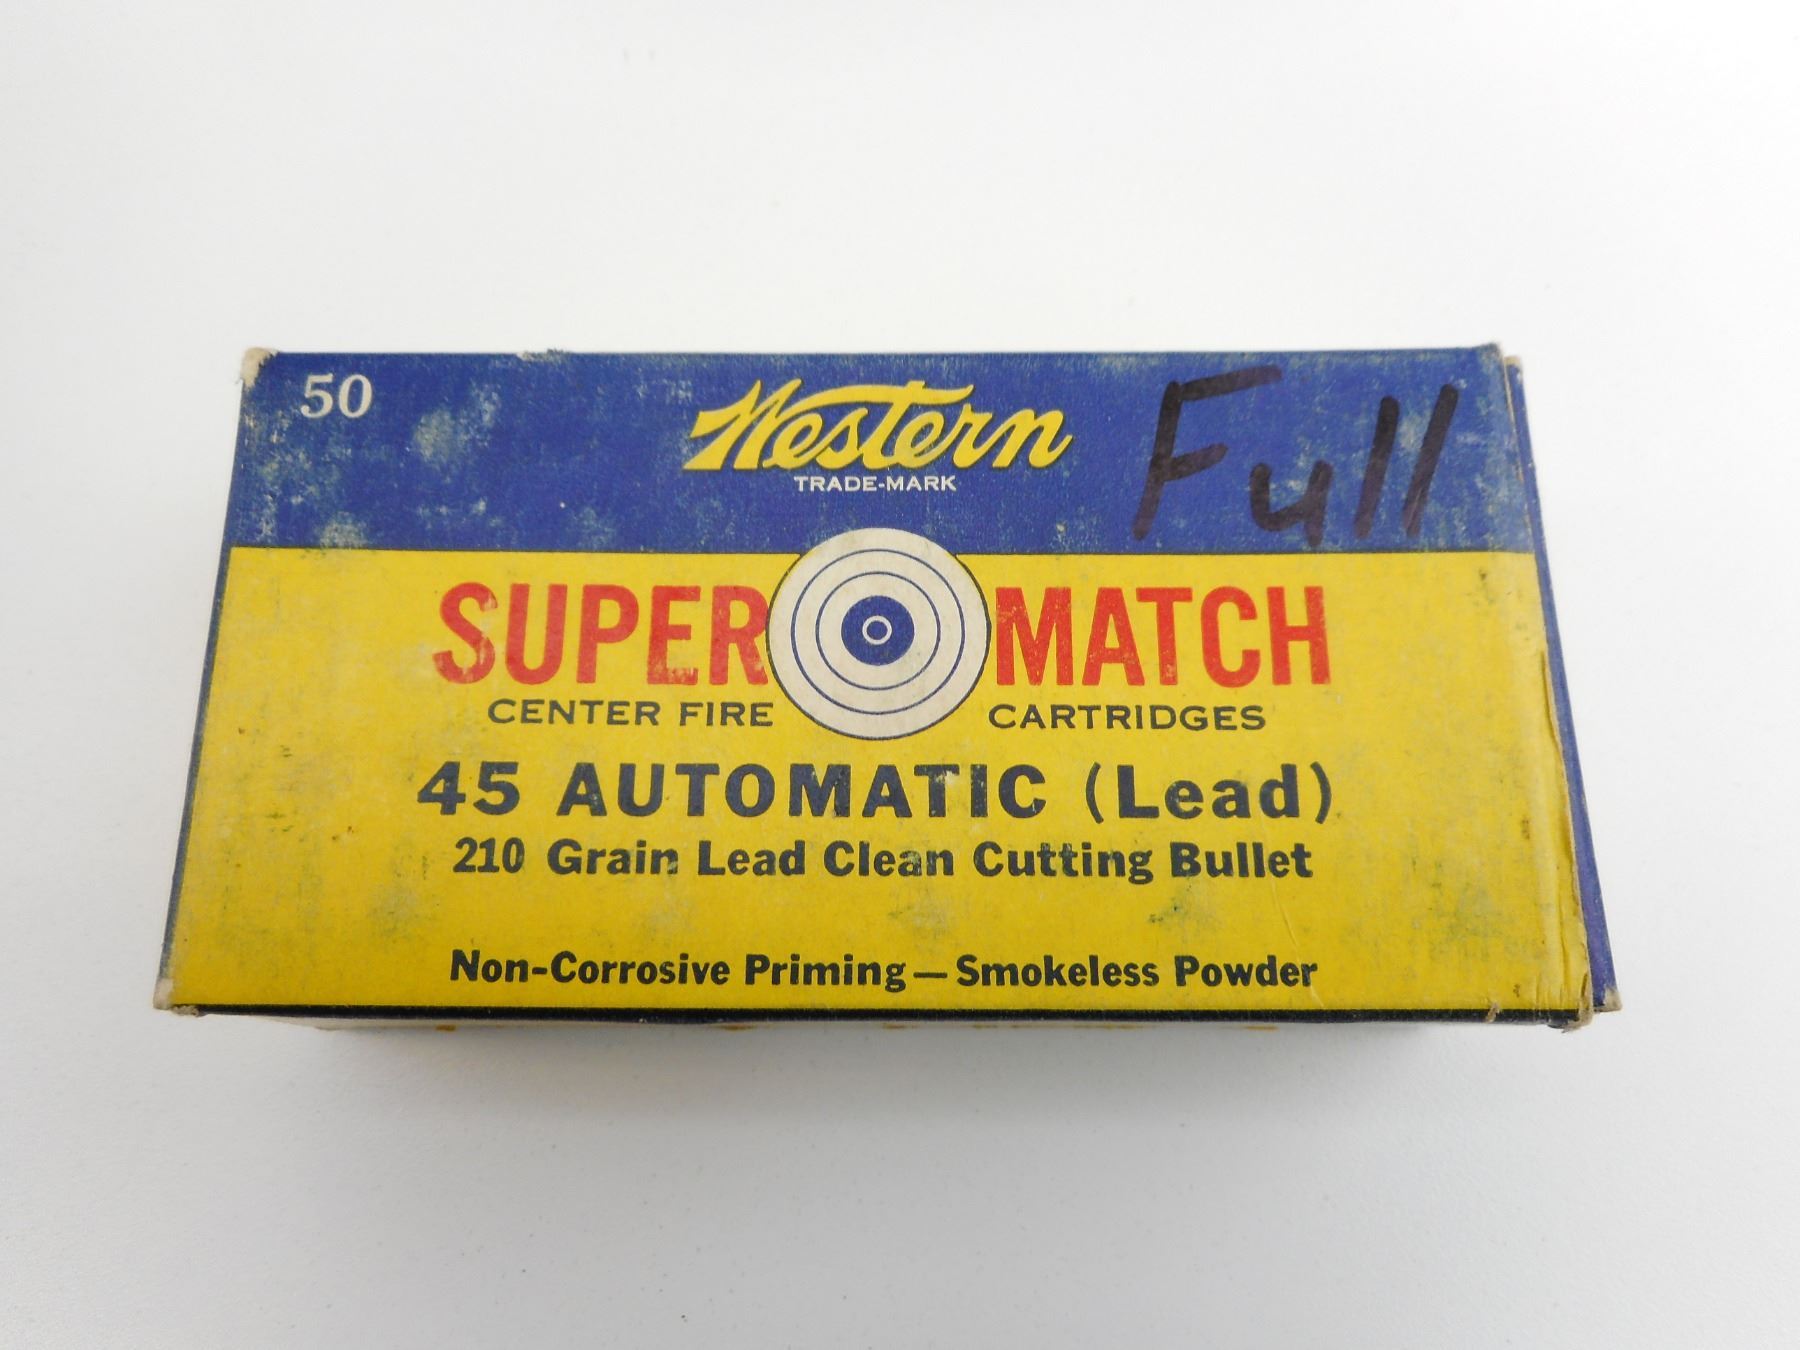 50
Western
TRADE-MARK
Full
SUPER MATCH
CENTER FIRE CARTRIDGES
45 AUTOMATIC (Lead)
210 Grain Lead Clean Cutting Bullet
Non-Corrosive Priming—Smokeless Powder